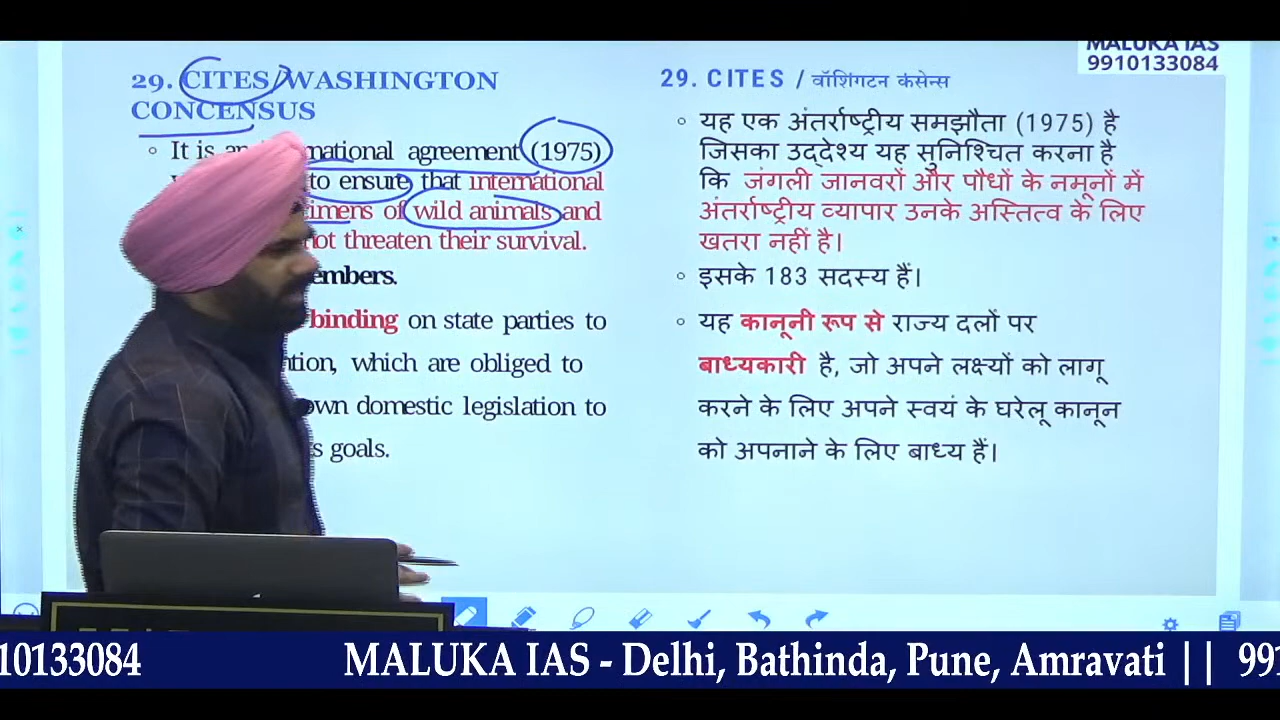 MALUKA IAS
9910133084
29. CITES/WASHINGTON
CONCENSUS
It is an international agreement (1975)
to ensure that international
of wild animals and
not threaten their survival.
binding on state parties to
which are obliged to
own domestic legislation to
goals.
29. CITES / वॉशिंगटन कंसेन्स
यह एक अंतर्राष्ट्रीय समझौता (1975) है
जिसका उद्देश्य यह सुनिश्चित करना है
कि जंगली जानवरों और पौधों के नमूनों में
अंतर्राष्ट्रीय व्यापार उनके अस्तित्व के लिए
खतरा नहीं है।
इसके 183 सदस्य हैं।
यह कानूनी रूप से राज्य दलों पर
बाध्यकारी है, जो अपने लक्ष्यों को लागू
करने के लिए अपने स्वयं के घरेलू कानून
को अपनाने के लिए बाध्य हैं।
10133084 MALUKA IAS - Delhi, Bathinda, Pune, Amravati || 991